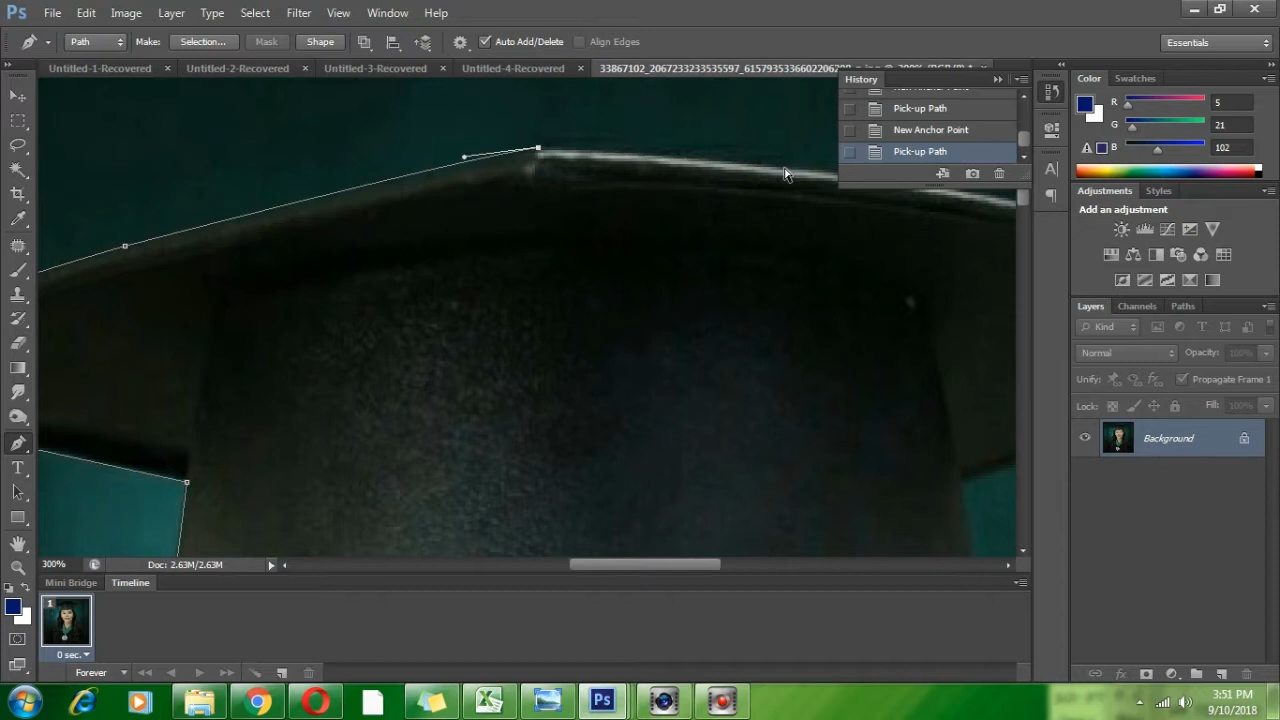 Ps File Edit Image Layer Type Select Filter View Window Help
Path Make: Selection... Mask Shape Auto Add/Delete Align Edges Essentials
Untitled-1-Recovered × Untitled-2-Recovered × Untitled-3-Recovered × Untitled-4-Recovered ×
History
Pick-up Path
New Anchor Point
Pick-up Path
Color Swatches
R 5
G 21
B 102
Adjustments Styles
Add an adjustment
Layers Channels Paths
Kind
Normal Opacity: 100%
Unify: Propagate Frame 1
Lock: Fill: 100%
Background
300% Doc: 2.63M/2.63M
Mini Bridge Timeline
1
0 sec.
Forever
Ps
3:51 PM
9/10/2018